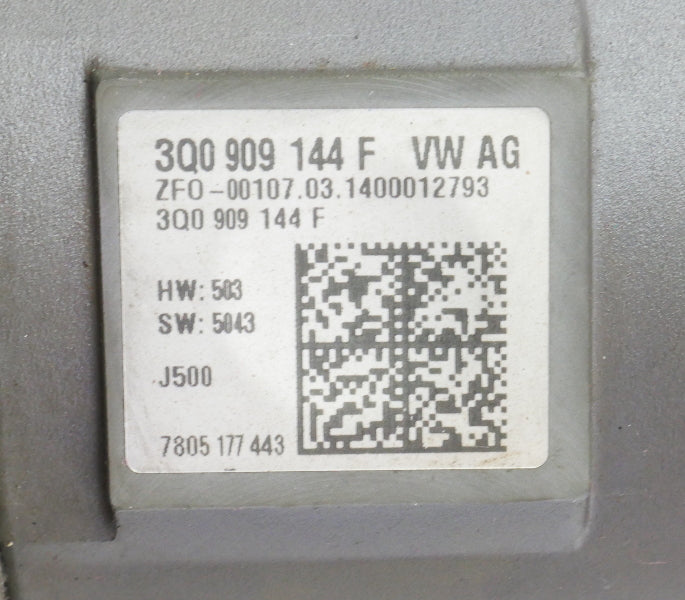 3Q0 909 144 F VW AG
ZFO-00107.03.1400012793
3Q0 909 144 F
HW: 503
SW: 5043
J500
7805 177 443